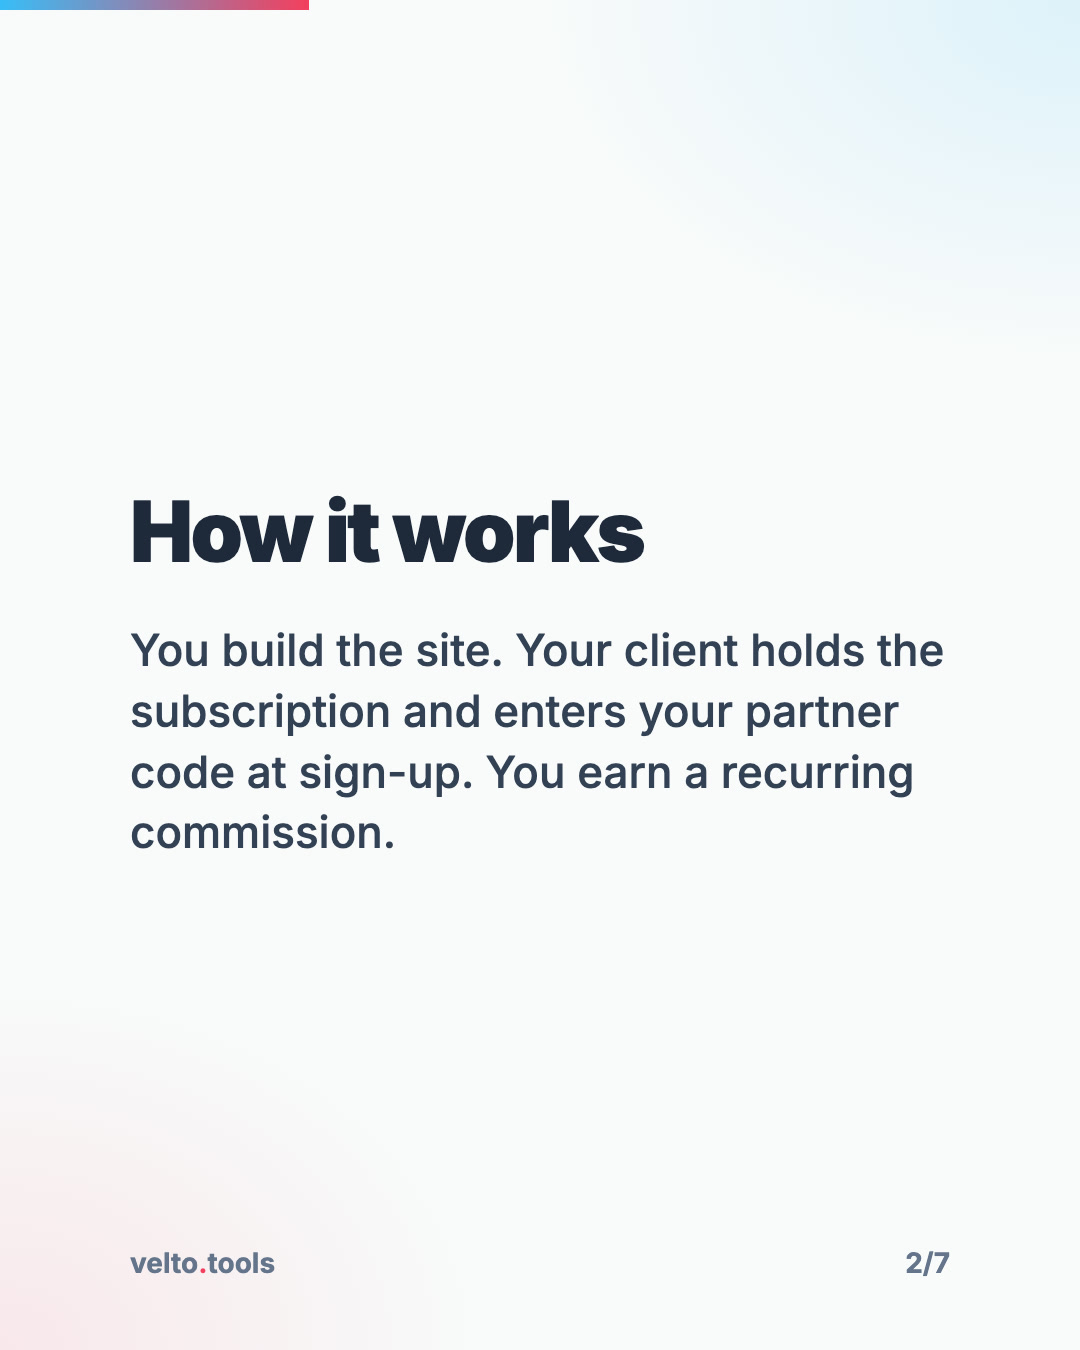 How it works
You build the site. Your client holds the
subscription and enters your partner
code at sign-up. You earn a recurring
commission.
velto.tools
2/7